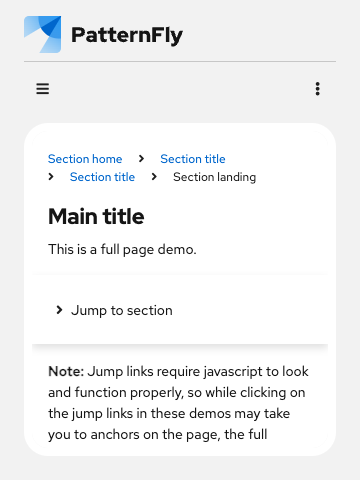 PatternFly
Section home Section title
Section title Section landing
Main title
This is a full page demo.
Jump to section
Note: Jump links require javascript to look
and function properly, so while clicking on
the jump links in these demos may take
you to anchors on the page, the full